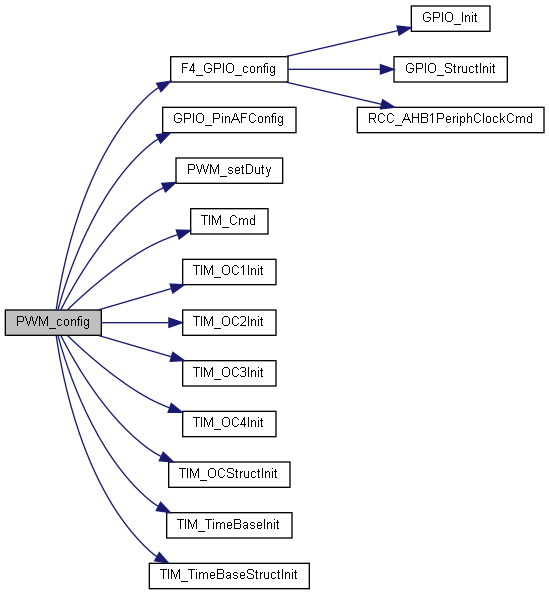 GPIO_Init
F4_GPIO_config
GPIO_StructInit
RCC_AHB1PeriphClockCmd
GPIO_PinAFConfig
PWM_setDuty
TIM_Cmd
TIM_OC1Init
PWM_config
TIM_OC2Init
TIM_OC3Init
TIM_OC4Init
TIM_OCStructInit
TIM_TimeBaseInit
TIM_TimeBaseStructInit